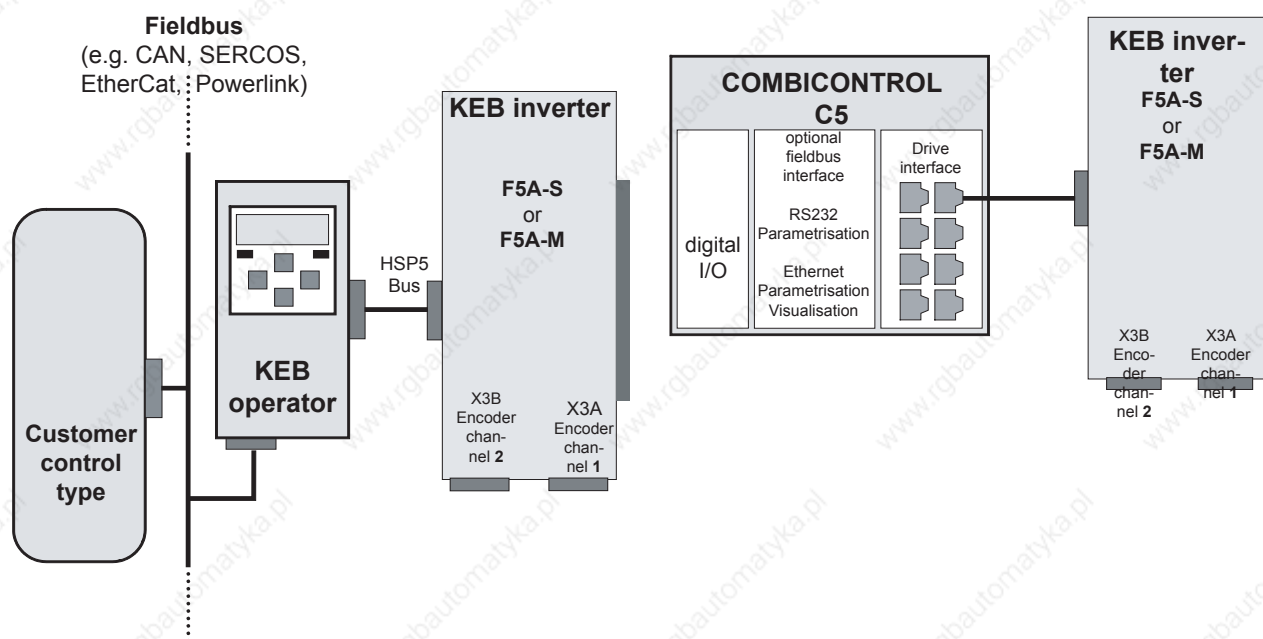 Fieldbus
(e.g. CAN, SERCOS,
EtherCat, Powerlink)
Customer
control
type
KEB
operator
HSP5
Bus
KEB inverter
F5A-S
or
F5A-M
X3B
Encoder
chan-
nel 2
X3A
Encoder
chan-
nel 1
COMBICONTROL
C5
digital
I/O
optional
fieldbus
interface
RS232
Parametrisation
Ethernet
Parametrisation
Visualisation
Drive
interface
KEB inver-
ter
F5A-S
or
F5A-M
X3B
Enco-
der
chan-
nel 2
X3A
Encoder
chan-
nel 1
www.rgbautomatyka.pl